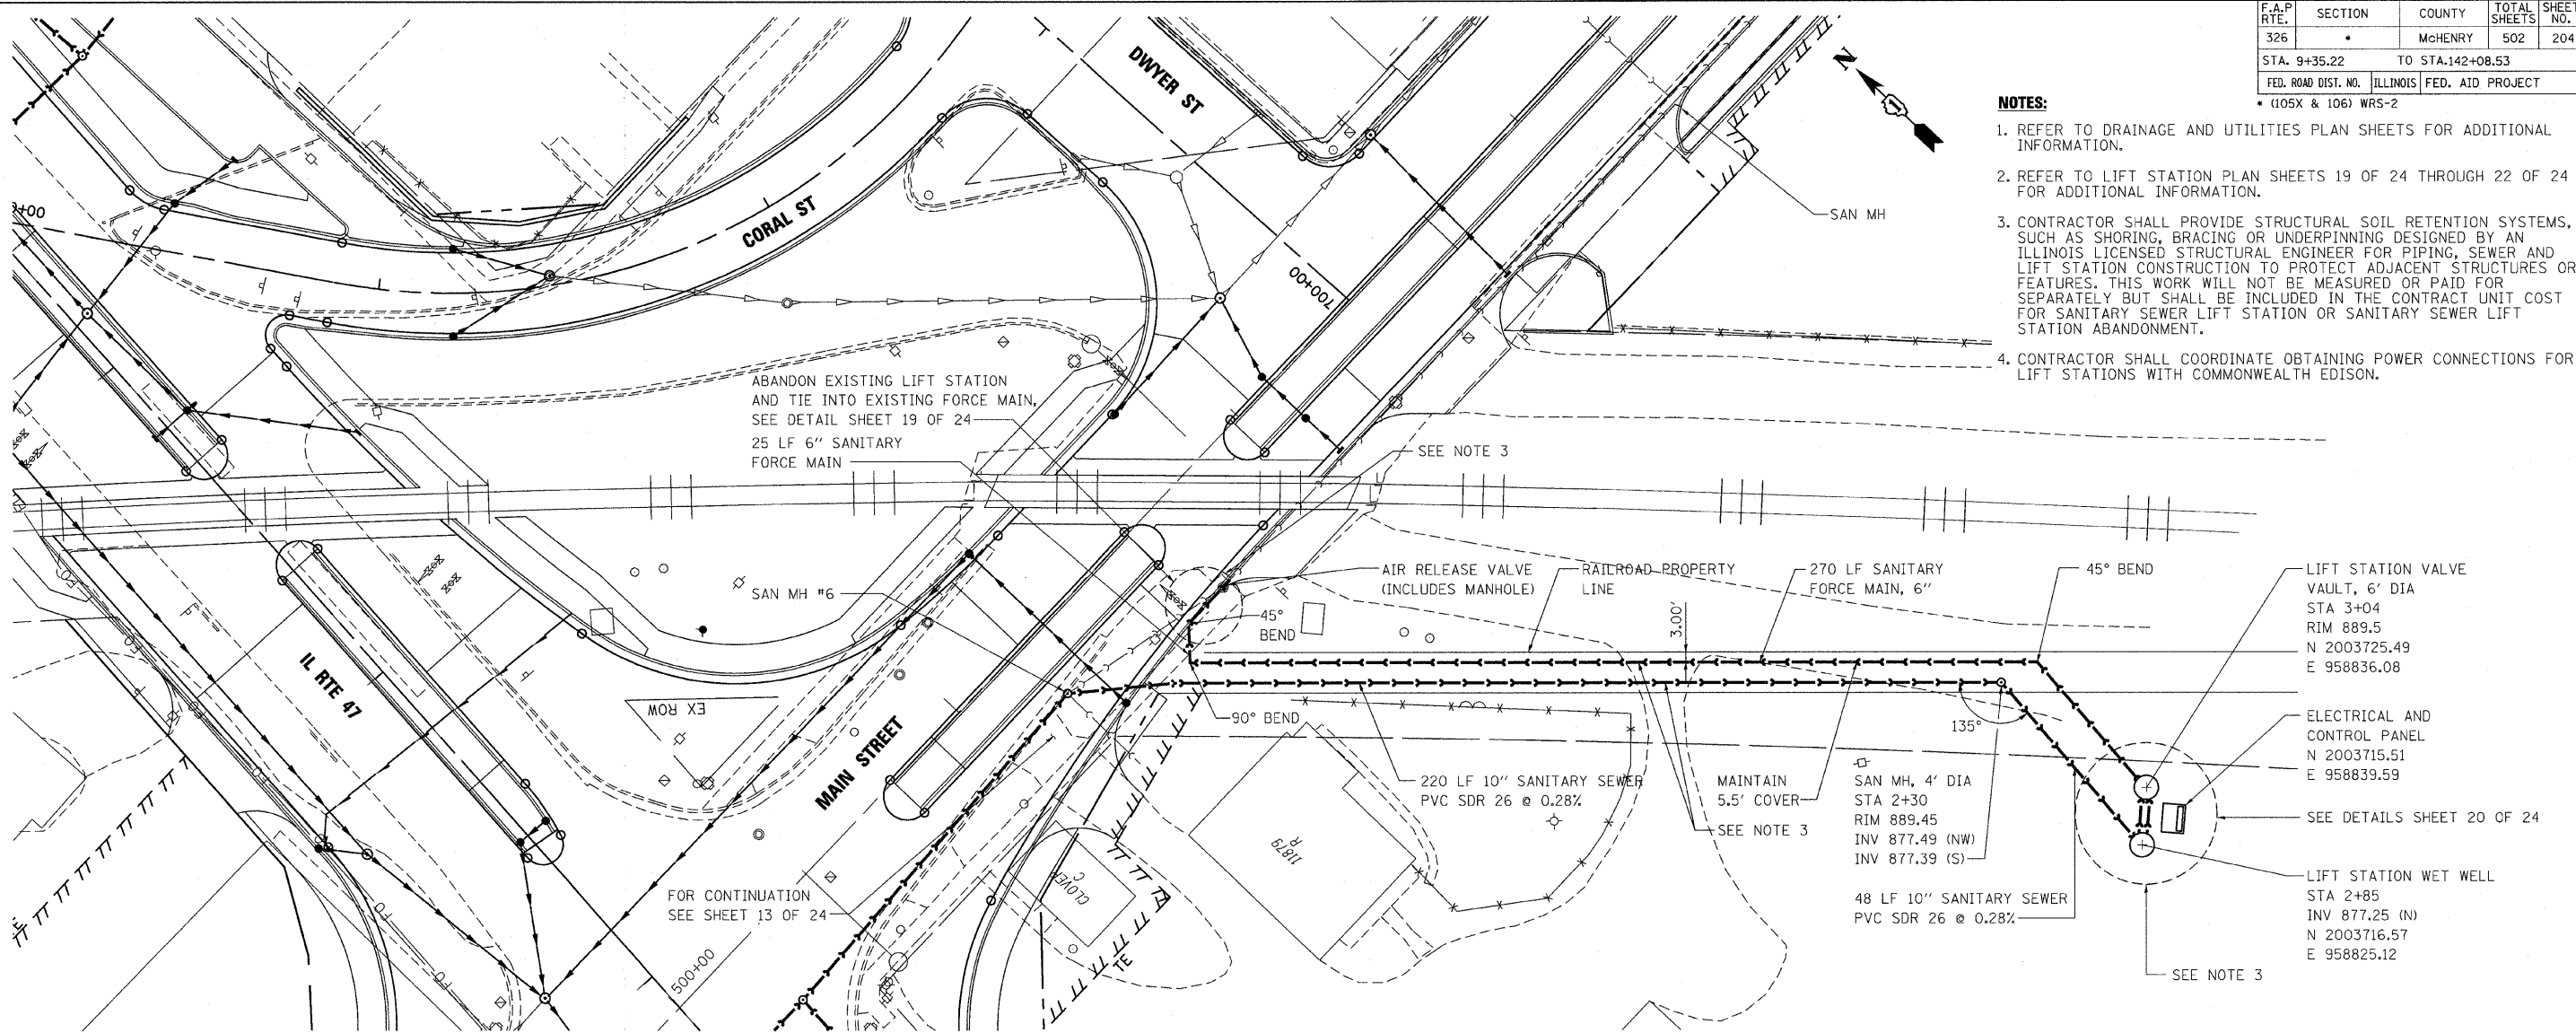 F.A.P RTE. SECTION COUNTY TOTAL SHEETS SHEET NO.
326 * McHENRY 502 204
STA. 9+35.22 TO STA.142+08.53
FED. ROAD DIST. NO. ILLINOIS FED. AID PROJECT
* (105X & 106) WRS-2
N
NOTES:
1. REFER TO DRAINAGE AND UTILITIES PLAN SHEETS FOR ADDITIONAL
INFORMATION.
2. REFER TO LIFT STATION PLAN SHEETS 19 OF 24 THROUGH 22 OF 24
FOR ADDITIONAL INFORMATION.
3. CONTRACTOR SHALL PROVIDE STRUCTURAL SOIL RETENTION SYSTEMS,
SUCH AS SHORING, BRACING OR UNDERPINNING DESIGNED BY AN
ILLINOIS LICENSED STRUCTURAL ENGINEER FOR PIPING, SEWER AND
LIFT STATION CONSTRUCTION TO PROTECT ADJACENT STRUCTURES OR
FEATURES. THIS WORK WILL NOT BE MEASURED OR PAID FOR
SEPARATELY BUT SHALL BE INCLUDED IN THE CONTRACT UNIT COST
FOR SANITARY SEWER LIFT STATION OR SANITARY SEWER LIFT
STATION ABANDONMENT.
4. CONTRACTOR SHALL COORDINATE OBTAINING POWER CONNECTIONS FOR
LIFT STATIONS WITH COMMONWEALTH EDISON.
DWYER ST
CORAL ST
SAN MH
700+00
ABANDON EXISTING LIFT STATION
AND TIE INTO EXISTING FORCE MAIN,
SEE DETAIL SHEET 19 OF 24
25 LF 6" SANITARY
FORCE MAIN
SEE NOTE 3
SAN MH #6
AIR RELEASE VALVE
(INCLUDES MANHOLE)
RAILROAD PROPERTY
LINE
270 LF SANITARY
FORCE MAIN, 6"
45° BEND
3.00'
45°
BEND
90° BEND
LIFT STATION VALVE
VAULT, 6' DIA
STA 3+04
RIM 889.5
N 2003725.49
E 958836.08
ELECTRICAL AND
CONTROL PANEL
N 2003715.51
E 958839.59
SEE DETAILS SHEET 20 OF 24
LIFT STATION WET WELL
STA 2+85
INV 877.25 (N)
N 2003716.57
E 958825.12
SEE NOTE 3
135°
IL RTE 47
EX ROW
MAIN STREET
220 LF 10" SANITARY SEWER
PVC SDR 26 @ 0.28%
MAINTAIN
5.5' COVER
SEE NOTE 3
SAN MH, 4' DIA
STA 2+30
RIM 889.45
INV 877.49 (NW)
INV 877.39 (S)
48 LF 10" SANITARY SEWER
PVC SDR 26 @ 0.28%
11879
R
CLOVER
C
FOR CONTINUATION
SEE SHEET 13 OF 24
500+00
FO
FO
TE